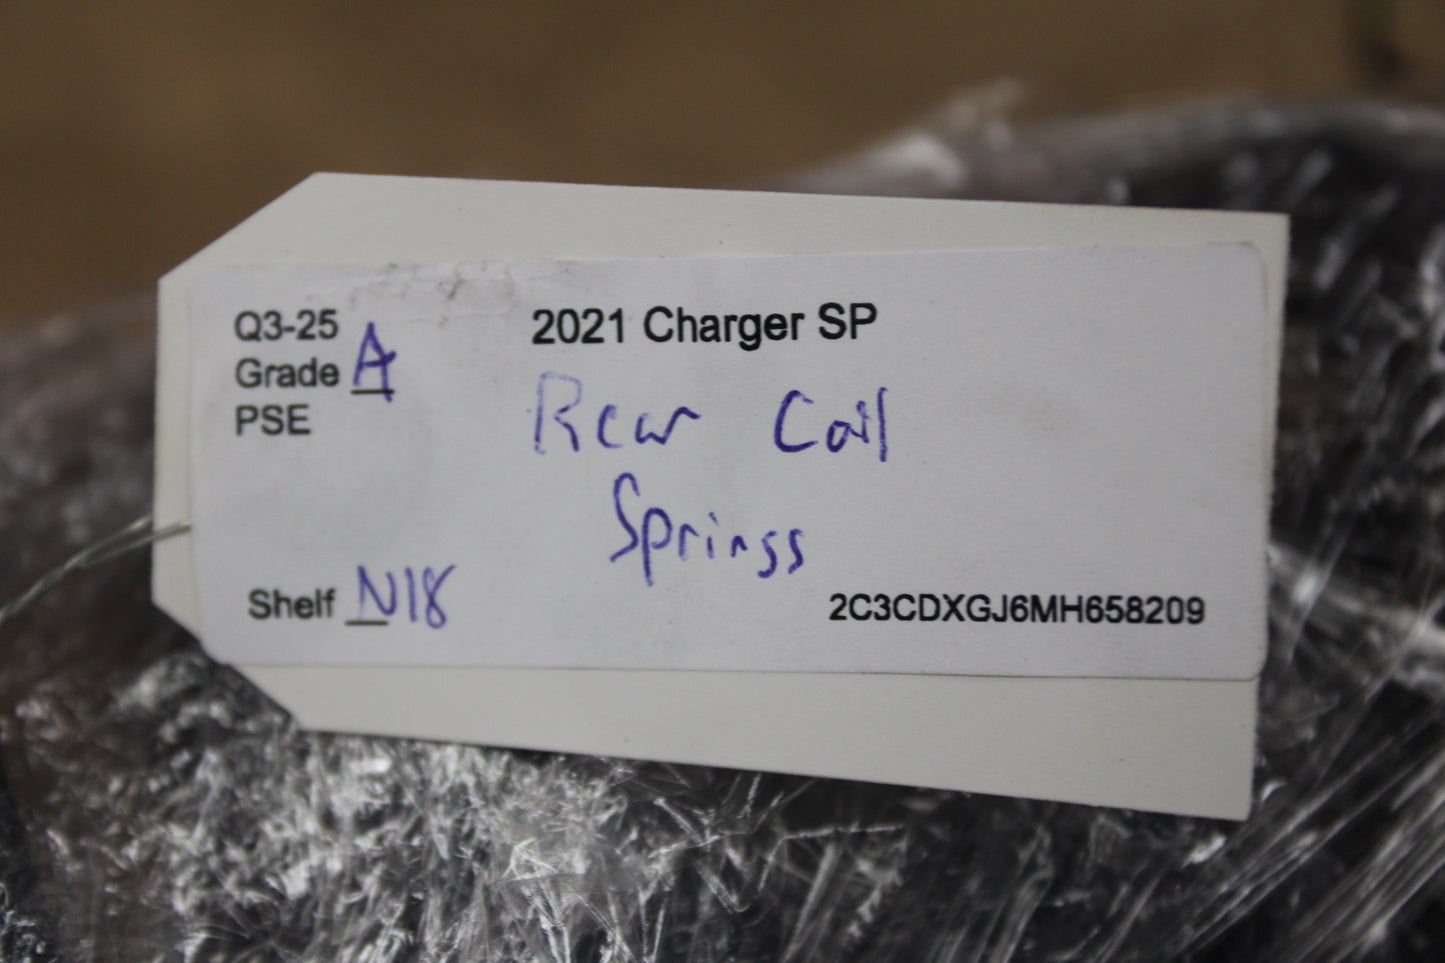 Q3-25
Grade A
PSE
2021 Charger SP
Rear Coil
Springs
Shelf N18
2C3CDXGJ6MH658209